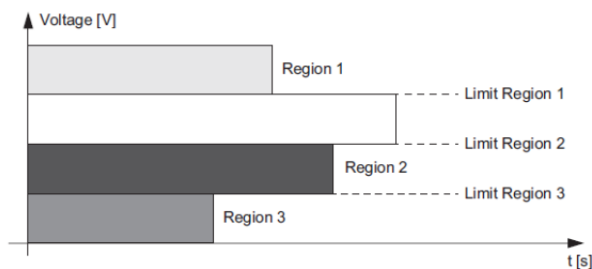 Voltage [V]
Region 1
Limit Region 1
Limit Region 2
Region 2
Limit Region 3
Region 3
t [s]